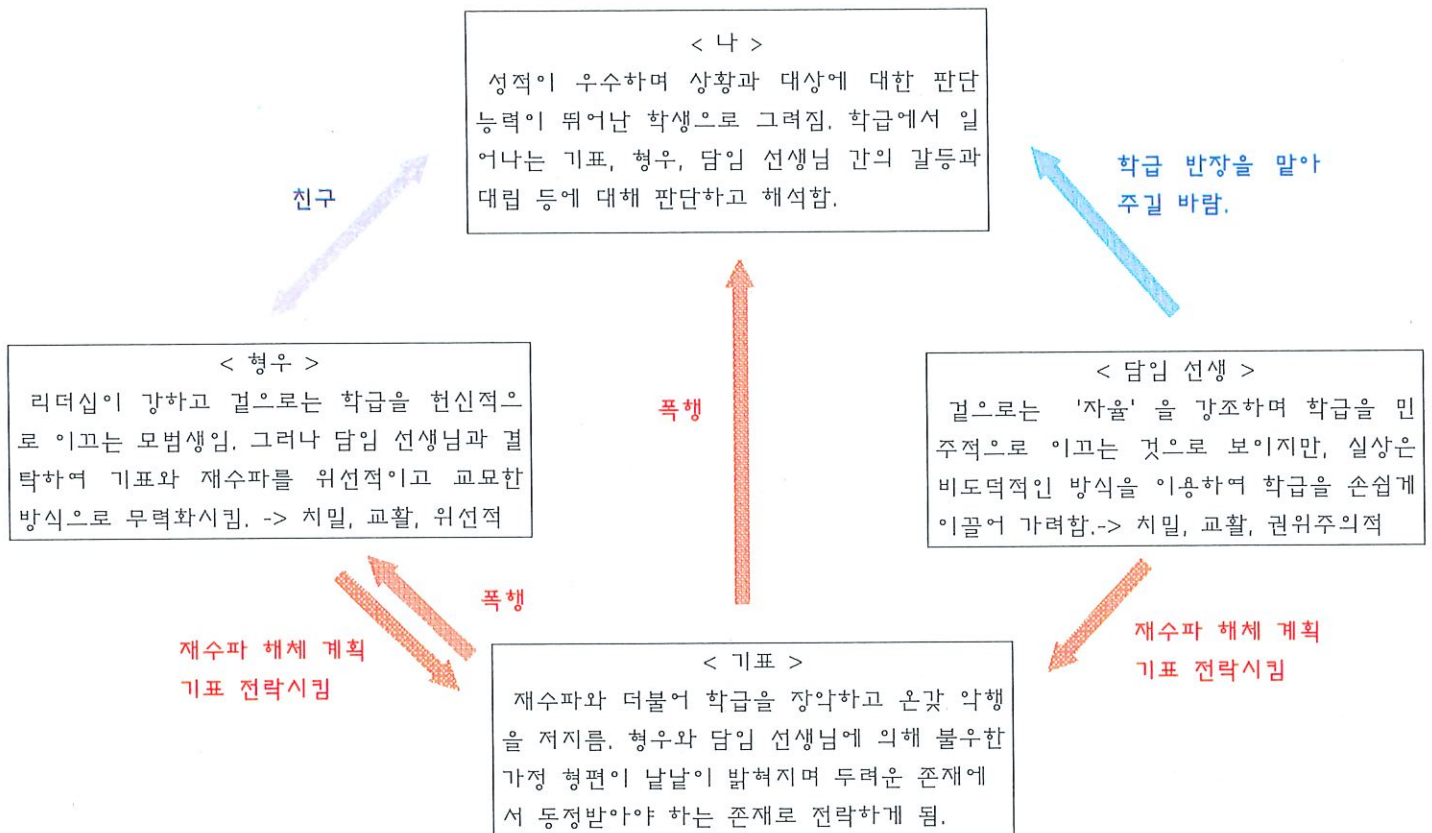 < 나 >
성적이 우수하며 상황과 대상에 대한 판단
능력이 뛰어난 학생으로 그려짐. 학급에서 일
어나는 기표, 형우, 담임 선생님 간의 갈등과
대립 등에 대해 판단하고 해석함.
친구
학급 반장을 맡아
주길 바람.
< 형우 >
리더십이 강하고 겉으로는 학급을 헌신적으
로 이끄는 모범생임. 그러나 담임 선생님과 결
탁하여 기표와 재수파를 위선적이고 교묘한
방식으로 무력화시킴. -> 치밀, 교활, 위선적
폭행
< 담임 선생 >
겉으로는 '자율' 을 강조하며 학급을 민
주적으로 이끄는 것으로 보이지만, 실상은
비도덕적인 방식을 이용하여 학급을 손쉽게
이끌어 가려함.-> 치밀, 교활, 권위주의적
폭행
재수파 해체 계획
기표 전락시킴
재수파 해체 계획
기표 전락시킴
< 기표 >
재수파와 더불어 학급을 장악하고 온갖 악행
을 저지름. 형우와 담임 선생님에 의해 불우한
가정 형편이 낱낱이 밝혀지며 두려운 존재에
서 동정받아야 하는 존재로 전락하게 됨.